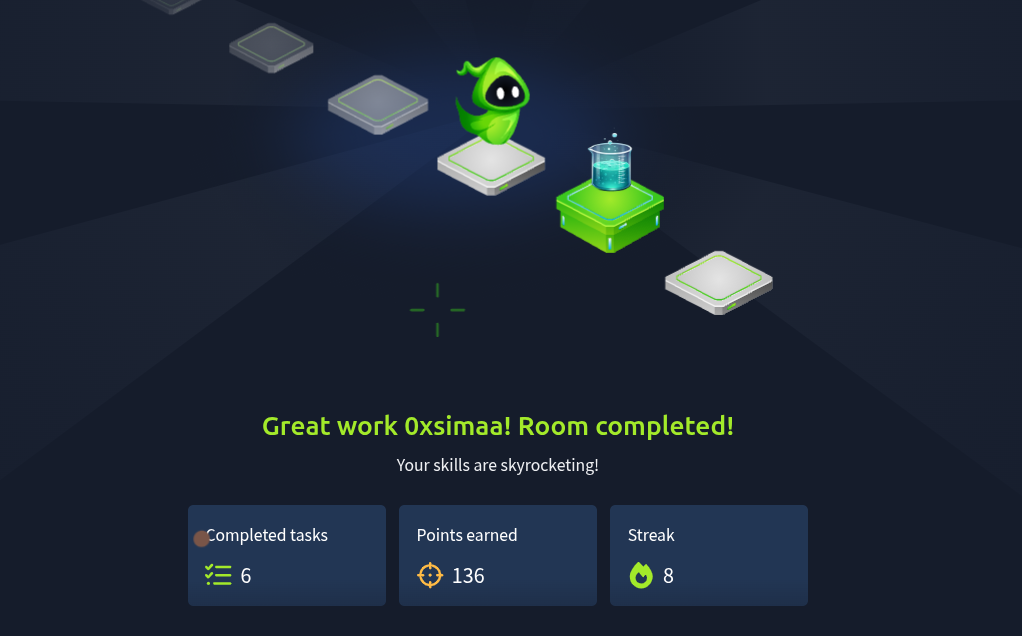 Great work 0xsimaa! Room completed!
Your skills are skyrocketing!
Completed tasks
6
Points earned
136
Streak
8